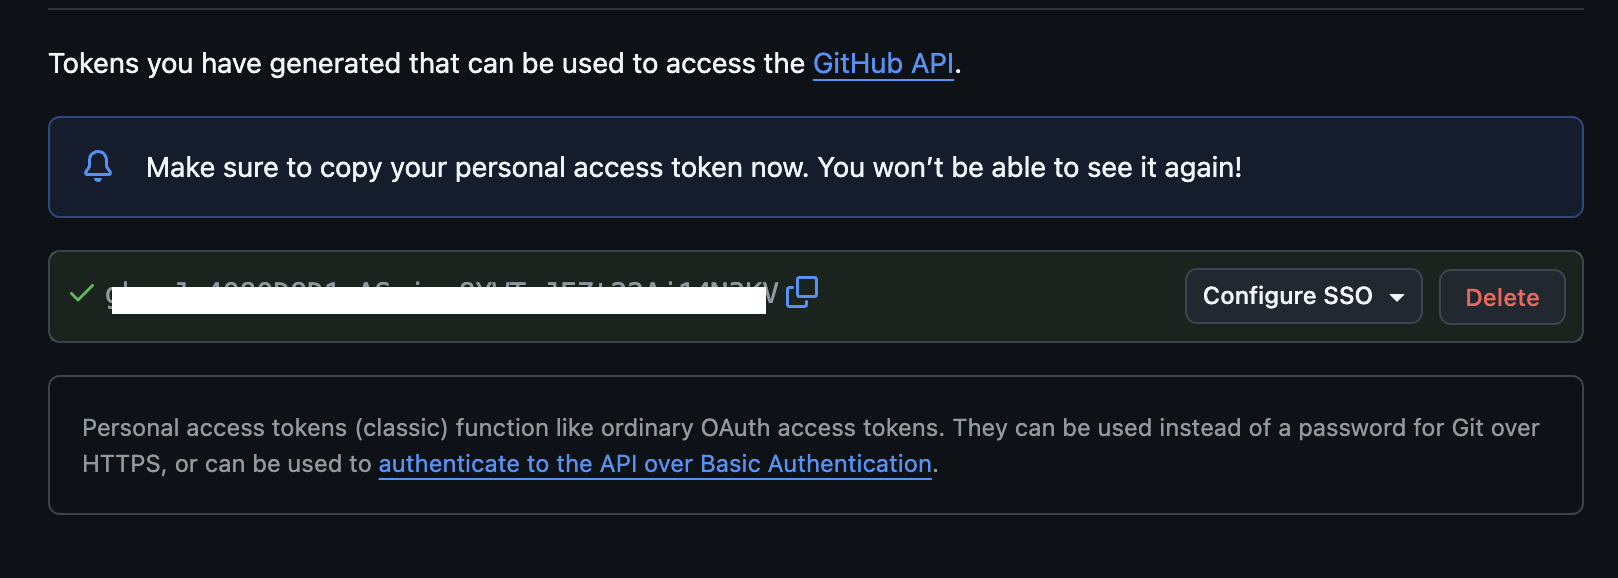 Tokens you have generated that can be used to access the GitHub API.
Make sure to copy your personal access token now. You won’t be able to see it again!
Configure SSO
Delete
Personal access tokens (classic) function like ordinary OAuth access tokens. They can be used instead of a password for Git over
HTTPS, or can be used to authenticate to the API over Basic Authentication.